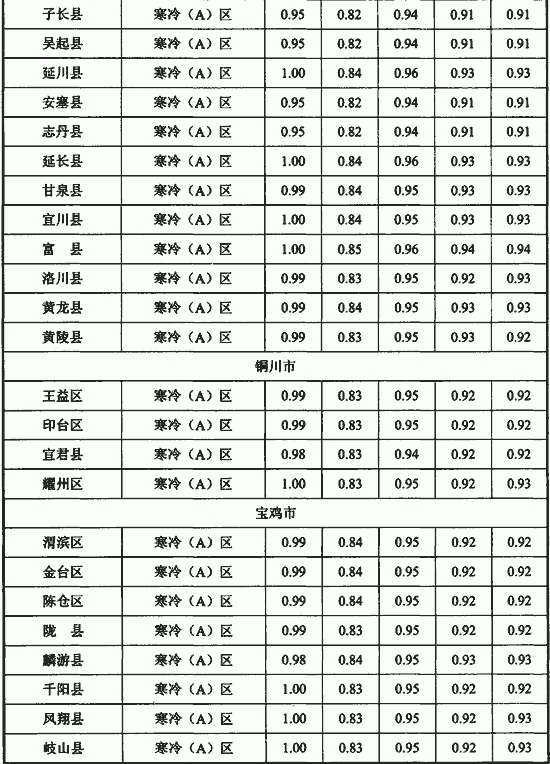 子长县 寒冷（A）区 0.95 0.82 0.94 0.91 0.91
吴起县 寒冷（A）区 0.95 0.82 0.94 0.91 0.91
延川县 寒冷（A）区 1.00 0.84 0.96 0.93 0.93
安塞县 寒冷（A）区 0.95 0.82 0.94 0.91 0.91
志丹县 寒冷（A）区 0.95 0.82 0.94 0.91 0.91
延长县 寒冷（A）区 1.00 0.84 0.96 0.93 0.93
甘泉县 寒冷（A）区 0.99 0.84 0.95 0.93 0.93
宜川县 寒冷（A）区 1.00 0.84 0.95 0.93 0.93
富 县 寒冷（A）区 1.00 0.85 0.96 0.94 0.94
洛川县 寒冷（A）区 0.99 0.83 0.95 0.92 0.93
黄龙县 寒冷（A）区 0.99 0.84 0.95 0.93 0.93
黄陵县 寒冷（A）区 0.99 0.83 0.95 0.93 0.92
铜川市
王益区 寒冷（A）区 0.99 0.83 0.95 0.92 0.92
印台区 寒冷（A）区 0.99 0.83 0.95 0.92 0.92
宜君县 寒冷（A）区 0.98 0.83 0.94 0.92 0.92
耀州区 寒冷（A）区 1.00 0.83 0.95 0.92 0.93
宝鸡市
渭滨区 寒冷（A）区 0.99 0.84 0.95 0.92 0.92
金台区 寒冷（A）区 0.99 0.84 0.95 0.92 0.92
陈仓区 寒冷（A）区 0.99 0.84 0.95 0.92 0.92
陇 县 寒冷（A）区 0.99 0.83 0.95 0.92 0.92
麟游县 寒冷（A）区 0.98 0.84 0.95 0.93 0.93
千阳县 寒冷（A）区 1.00 0.83 0.95 0.92 0.92
凤翔县 寒冷（A）区 1.00 0.83 0.95 0.92 0.93
岐山县 寒冷（A）区 1.00 0.83 0.95 0.92 0.93